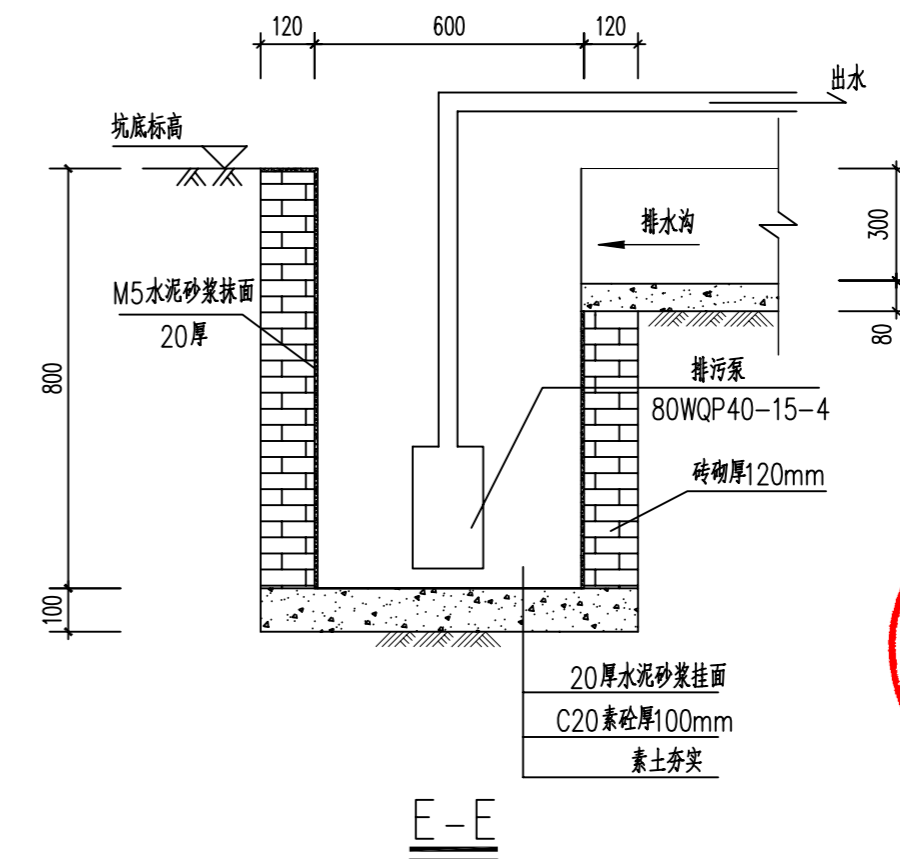 120
600
120
出水
坑底标高
排水沟
300
M5水泥砂浆抹面
20厚
80
800
排污泵
80WQP40-15-4
砖砌厚120mm
100
20厚水泥砂浆挂面
C20素砼厚100mm
素土夯实
E-E